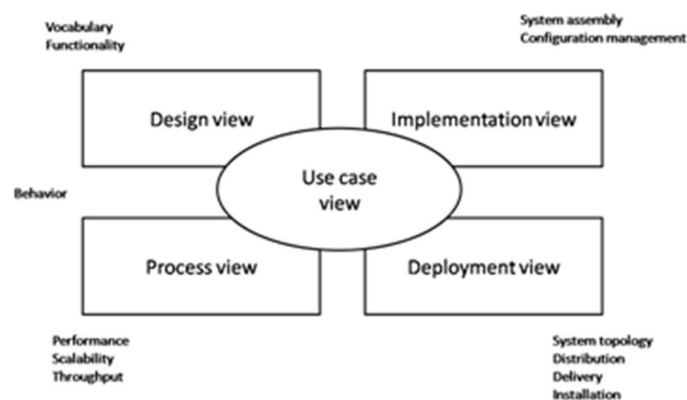 Vocabulary
Functionality
System assembly
Configuration management
Design view
Implementation view
Use case
view
Behavior
Process view
Deployment view
Performance
Scalability
Throughput
System topology
Distribution
Delivery
Installation